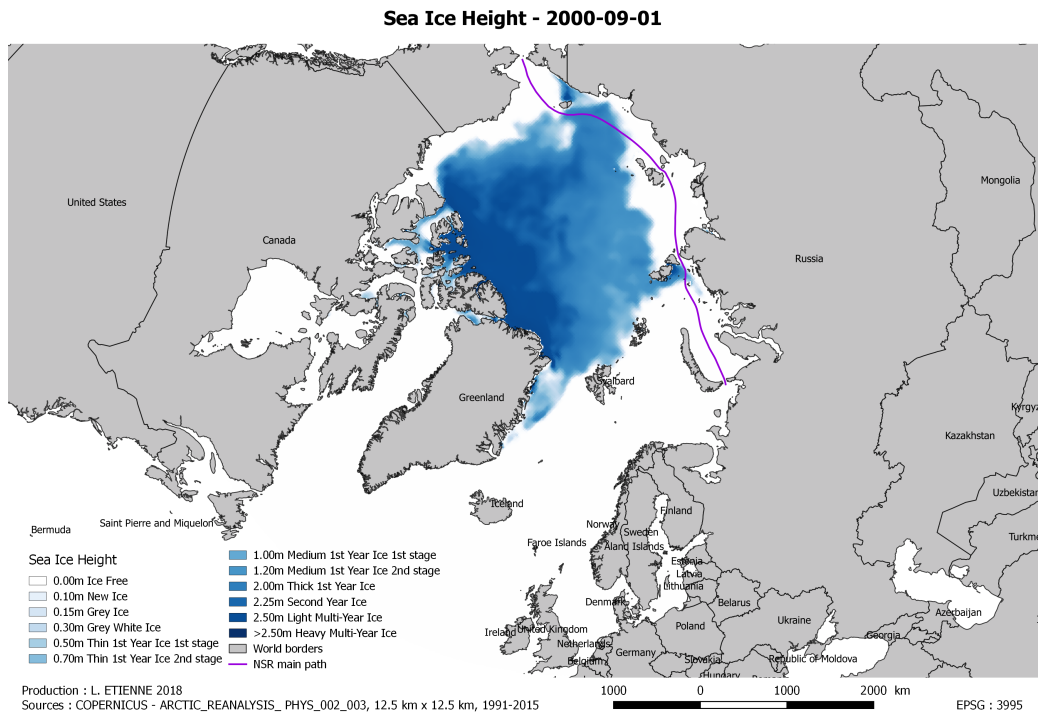 Sea Ice Height - 2000-09-01
United States
Canada
Greenland
Svalbard
Russia
Mongolia
Kazakhstan
Uzbekistan
Iceland
Faroe Islands
Norway
Sweden
Finland
Åland Islands
Estonia
Latvia
Lithuania
Denmark
Belarus
Ireland
United Kingdom
Netherlands
Belgium
Germany
Poland
Ukraine
Slovakia
Hungary
Republic of Moldova
Georgia
Azerbaijan
Bermuda
Saint Pierre and Miquelon
Sea Ice Height
0.00m Ice Free
0.10m New Ice
0.15m Grey Ice
0.30m Grey White Ice
0.50m Thin 1st Year Ice 1st stage
0.70m Thin 1st Year Ice 2nd stage
1.00m Medium 1st Year Ice 1st stage
1.20m Medium 1st Year Ice 2nd stage
2.00m Thick 1st Year Ice
2.25m Second Year Ice
2.50m Light Multi-Year Ice
>2.50m Heavy Multi-Year Ice
World borders
NSR main path
Production : L. ETIENNE 2018
Sources : COPERNICUS - ARCTIC_REANALYSIS_ PHYS_002_003, 12.5 km x 12.5 km, 1991-2015
1000 0 1000 2000 km
EPSG : 3995